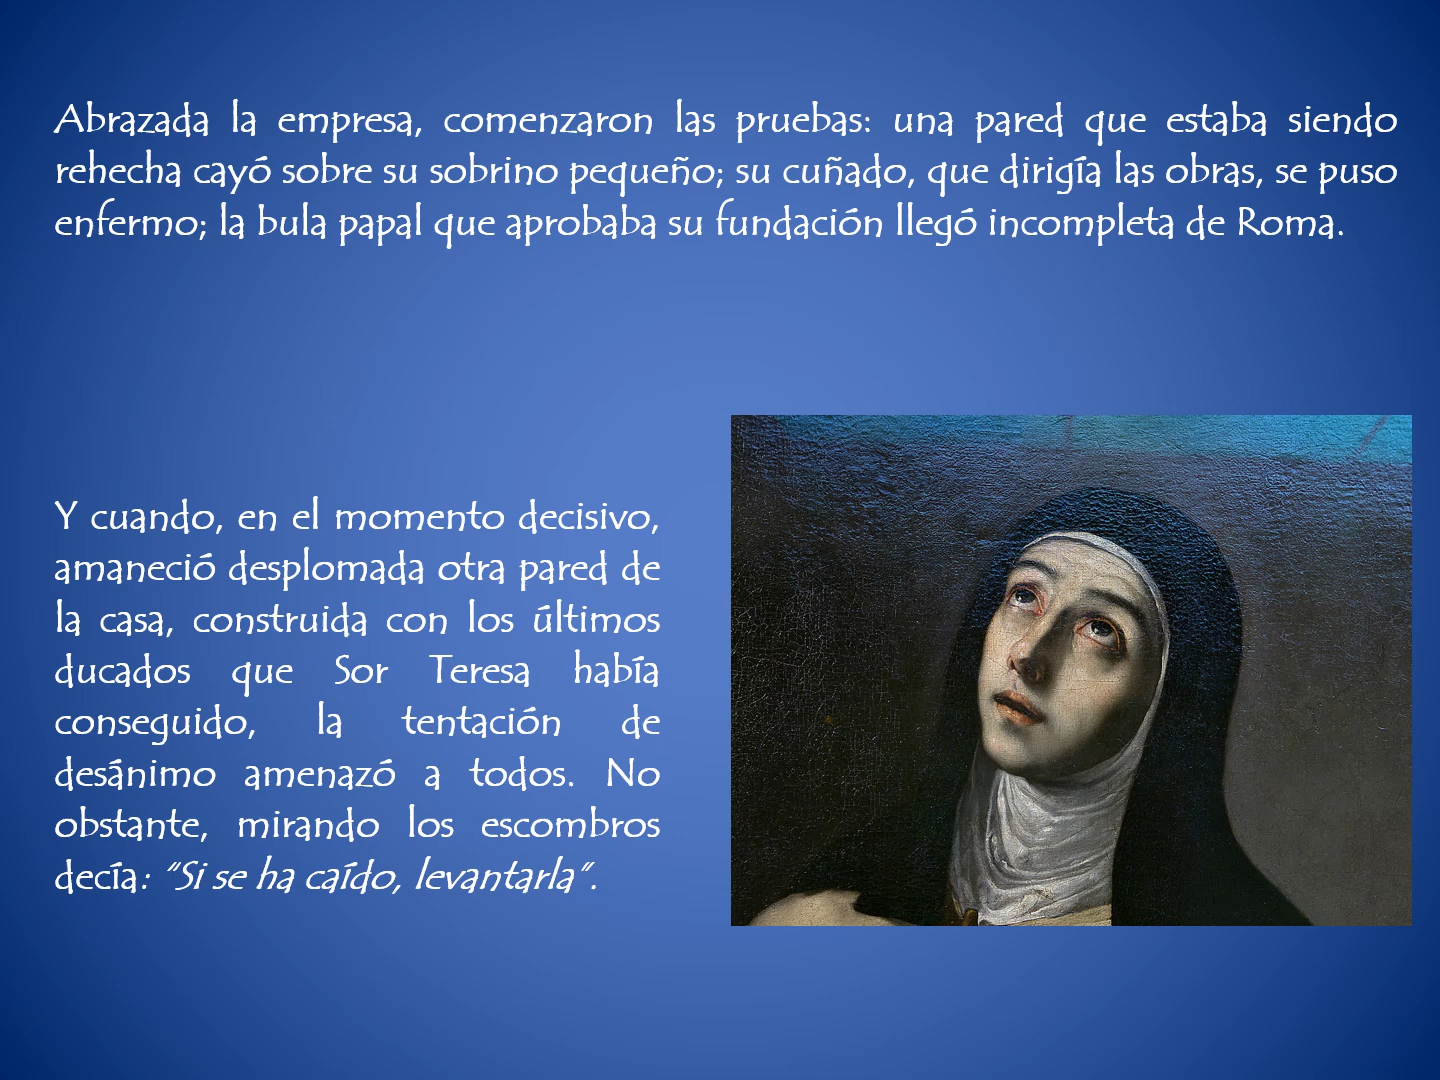 Abrazada la empresa, comenzaron las pruebas: una pared que estaba siendo
rehecha cayó sobre su sobrino pequeño; su cuñado, que dirigía las obras, se puso
enfermo; la bula papal que aprobaba su fundación llegó incompleta de Roma.
Y cuando, en el momento decisivo,
amaneció desplomada otra pared de
la casa, construida con los últimos
ducados que Sor Teresa había
conseguido, la tentación de
desánimo amenazó a todos. No
obstante, mirando los escombros
decía: “Si se ha caído, levantarla”.